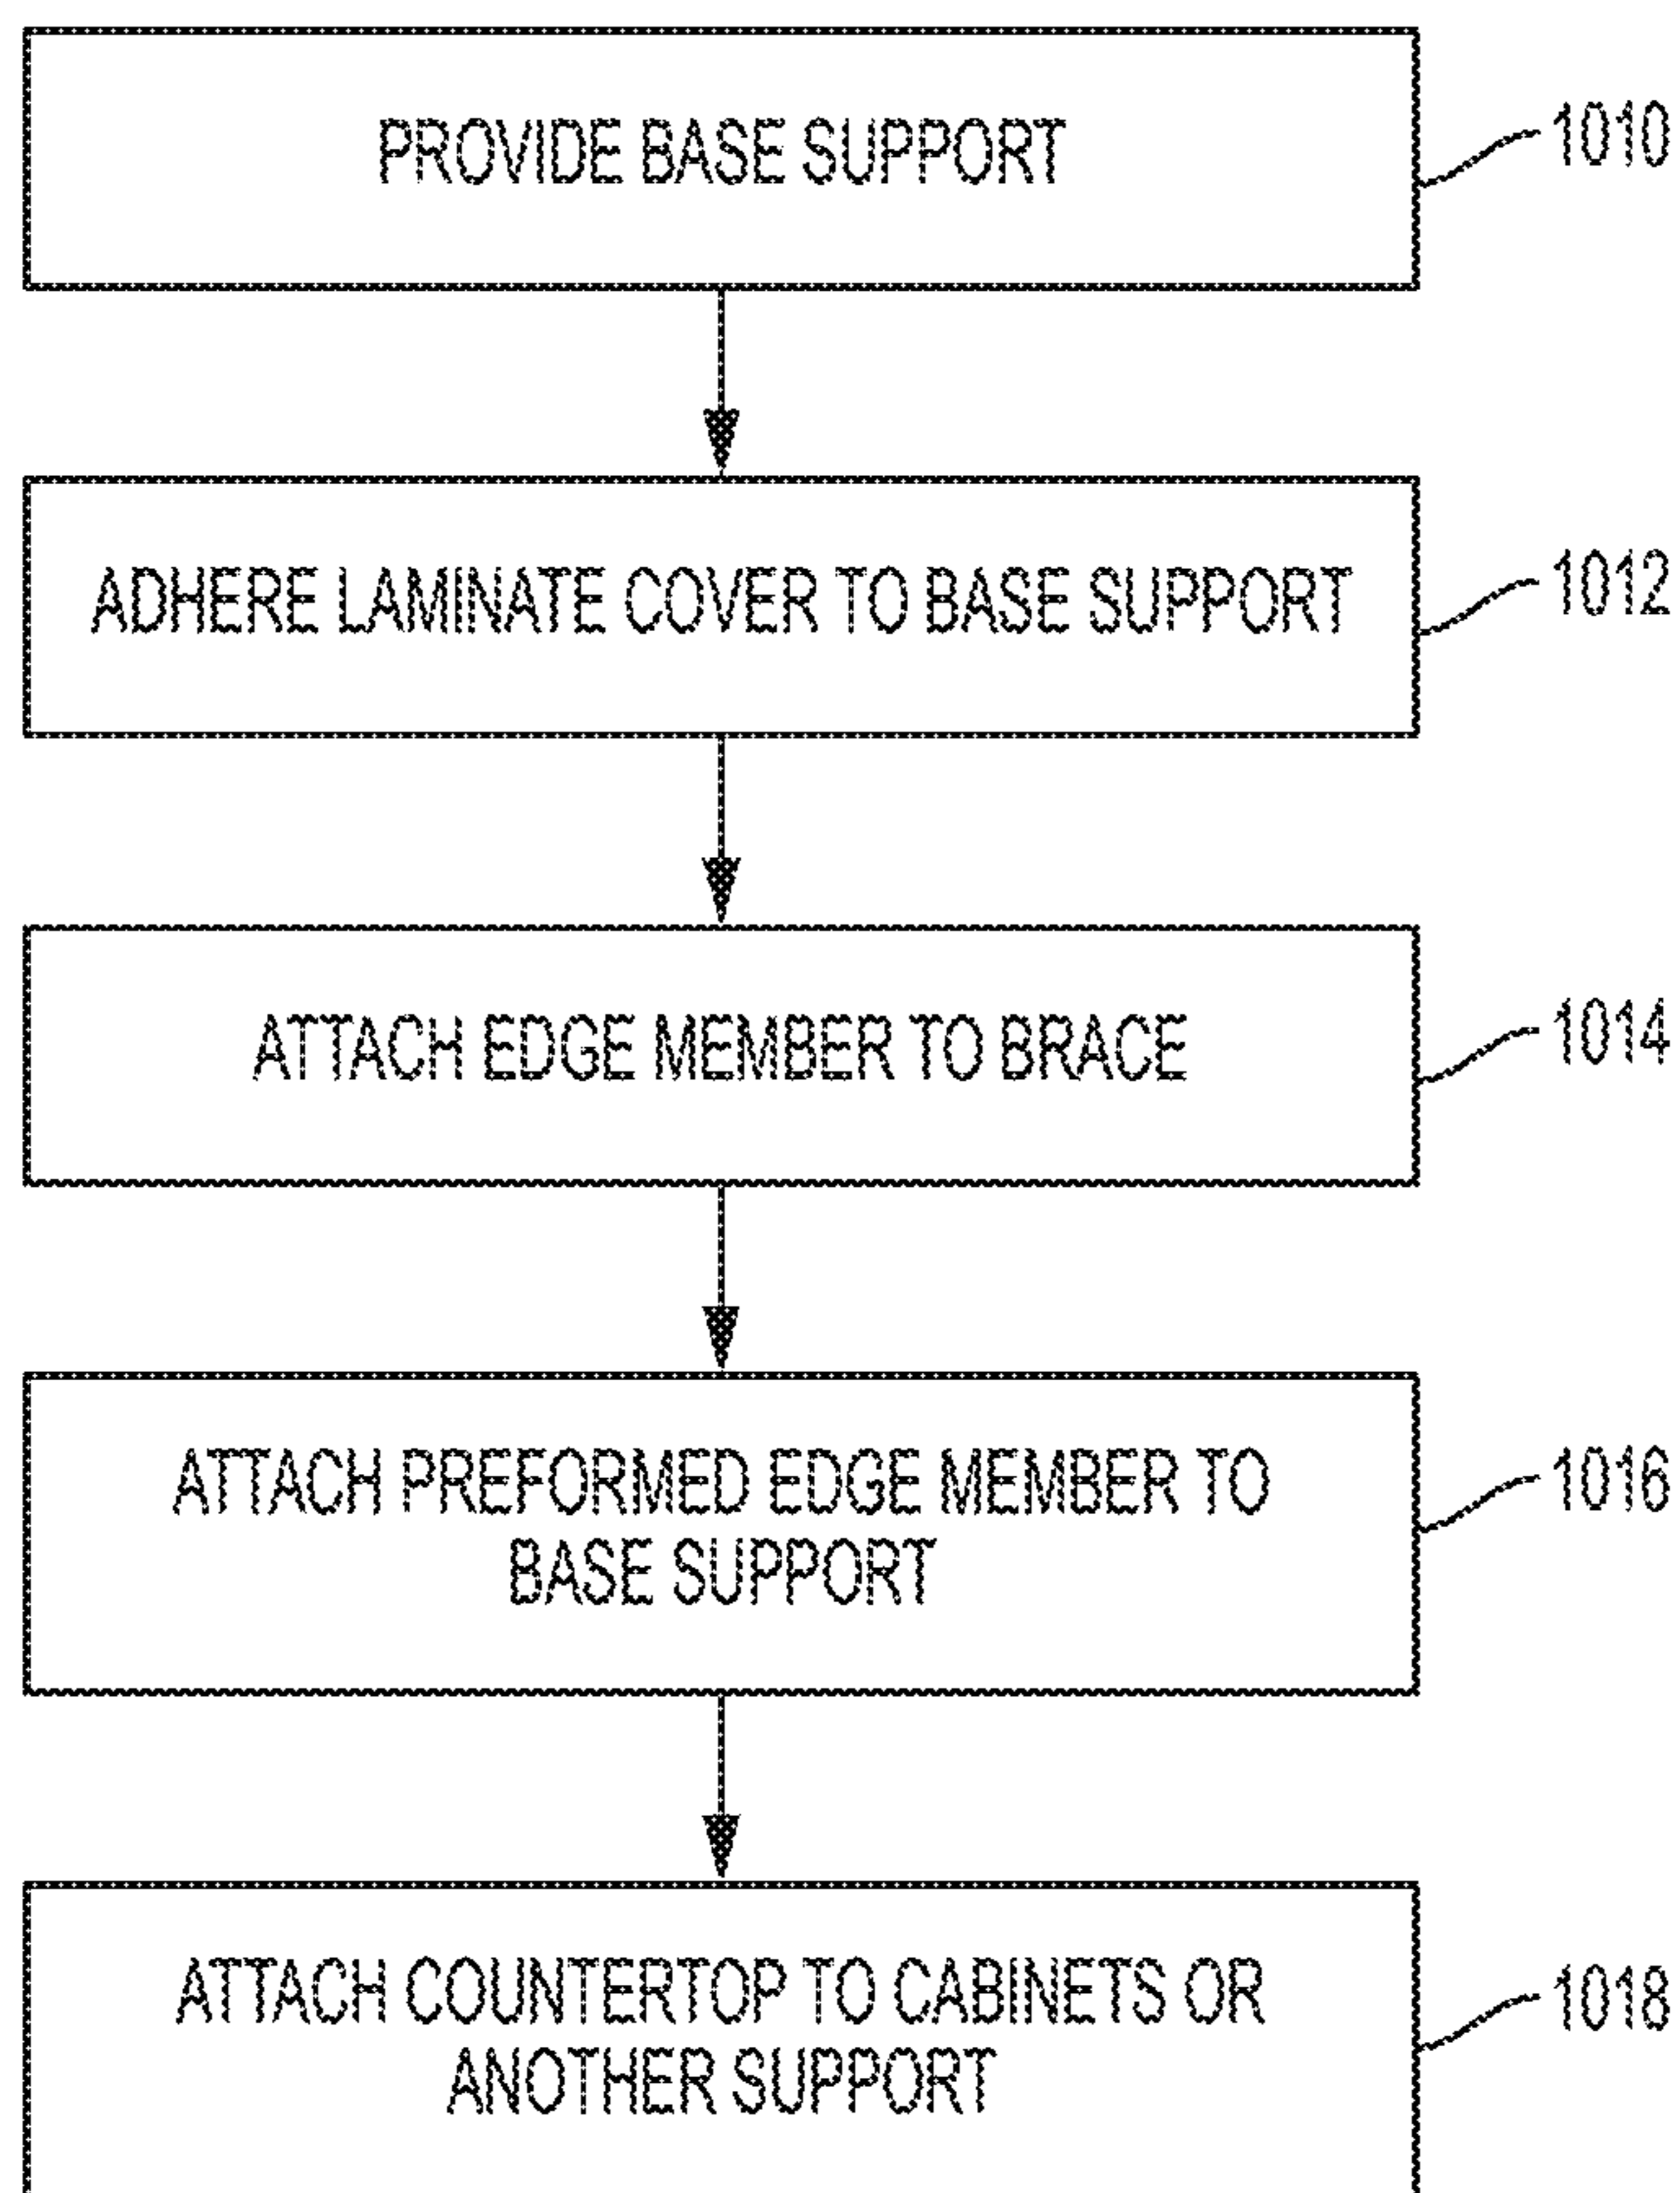 PROVIDE BASE SUPPORT
1010
ADHERE LAMINATE COVER TO BASE SUPPORT
1012
ATTACH EDGE MEMBER TO BRACE
1014
ATTACH PREFORMED EDGE MEMBER TO
BASE SUPPORT
1016
ATTACH COUNTERTOP TO CABINETS OR
ANOTHER SUPPORT
1018